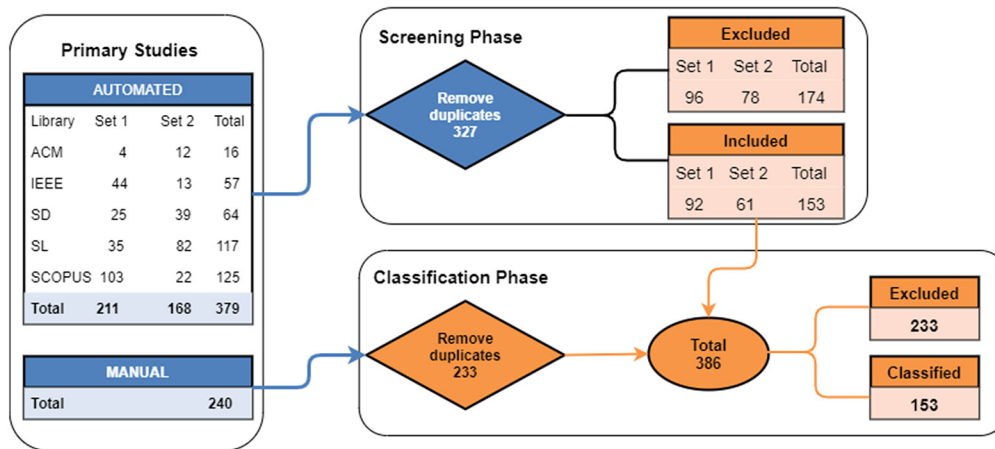 Primary Studies
AUTOMATED
Library Set 1 Set 2 Total
ACM 4 12 16
IEEE 44 13 57
SD 25 39 64
SL 35 82 117
SCOPUS 103 22 125
Total 211 168 379
MANUAL
Total 240
Screening Phase
Remove
duplicates
327
Excluded
Set 1 Set 2 Total
96 78 174
Included
Set 1 Set 2 Total
92 61 153
Classification Phase
Remove
duplicates
233
Total
386
Excluded
233
Classified
153